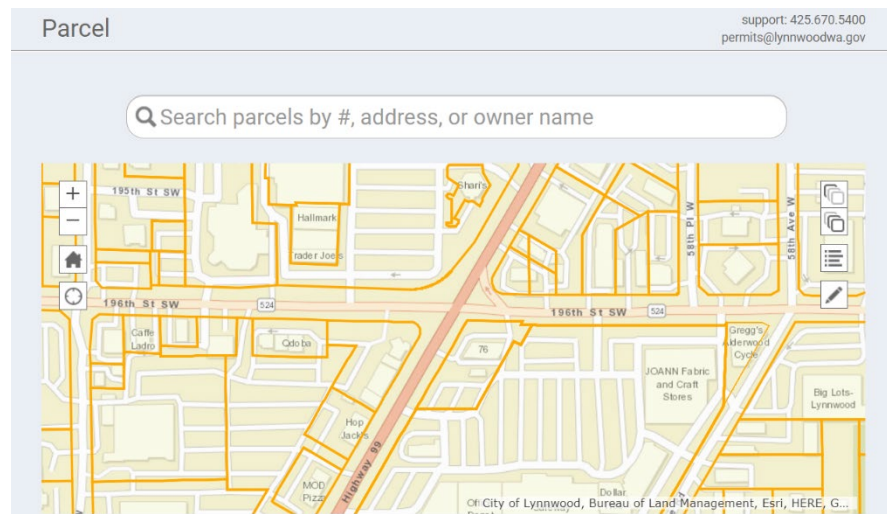 Parcel
support: 425.670.5400
permits@lynnwoodwa.gov
Search parcels by #, address, or owner name
195th St SW
Shari's
Hallmark
rader Joe's
58th Pl W
58th Ave W
196th St SW
524
196th St SW
524
Caffe
Ladro
Qdoba
76
Gregg's
Alderwood
Cycle
JOANN Fabric
and Craft
Stores
Big Lots-
Lynnwood
Hop
Jack's
Highway 99
MOD
Pizza
Dollar
City of Lynnwood, Bureau of Land Management, Esri, HERE, G...